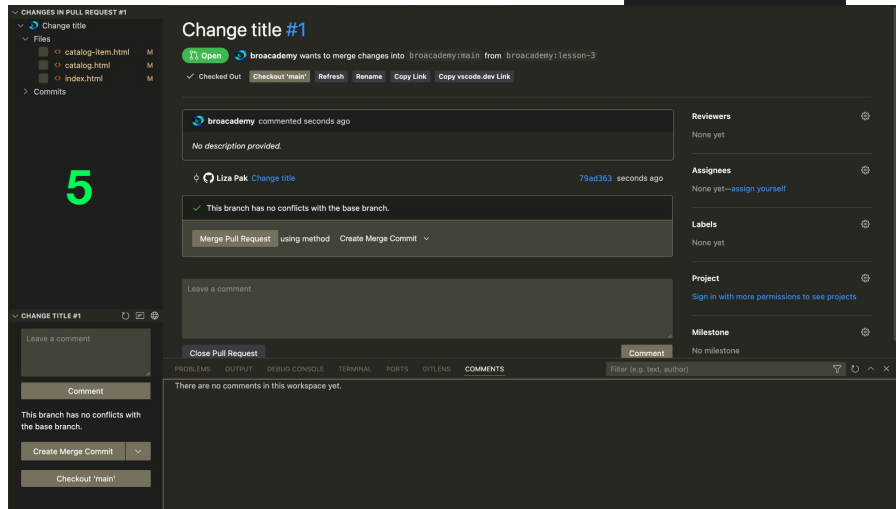 CHANGES IN PULL REQUEST #1
Change title
Files
catalog-item.html M
catalog.html M
index.html M
Commits
5
CHANGE TITLE #1
Leave a comment
Comment
This branch has no conflicts with
the base branch.
Create Merge Commit
Checkout 'main'
Change title #1
Open broacademy wants to merge changes into broacademy:main from broacademy:lesson-3
Checked Out Checkout 'main' Refresh Rename Copy Link Copy vscode.dev Link
broacademy commented seconds ago
No description provided.
Liza Pak Change title 79ad363 seconds ago
This branch has no conflicts with the base branch.
Merge Pull Request using method Create Merge Commit
Leave a comment
Close Pull Request Comment
Reviewers
None yet
Assignees
None yet—assign yourself
Labels
None yet
Project
Sign in with more permissions to see projects
Milestone
No milestone
PROBLEMS OUTPUT DEBUG CONSOLE TERMINAL PORTS GITLENS COMMENTS Filter (e.g. text, author)
There are no comments in this workspace yet.